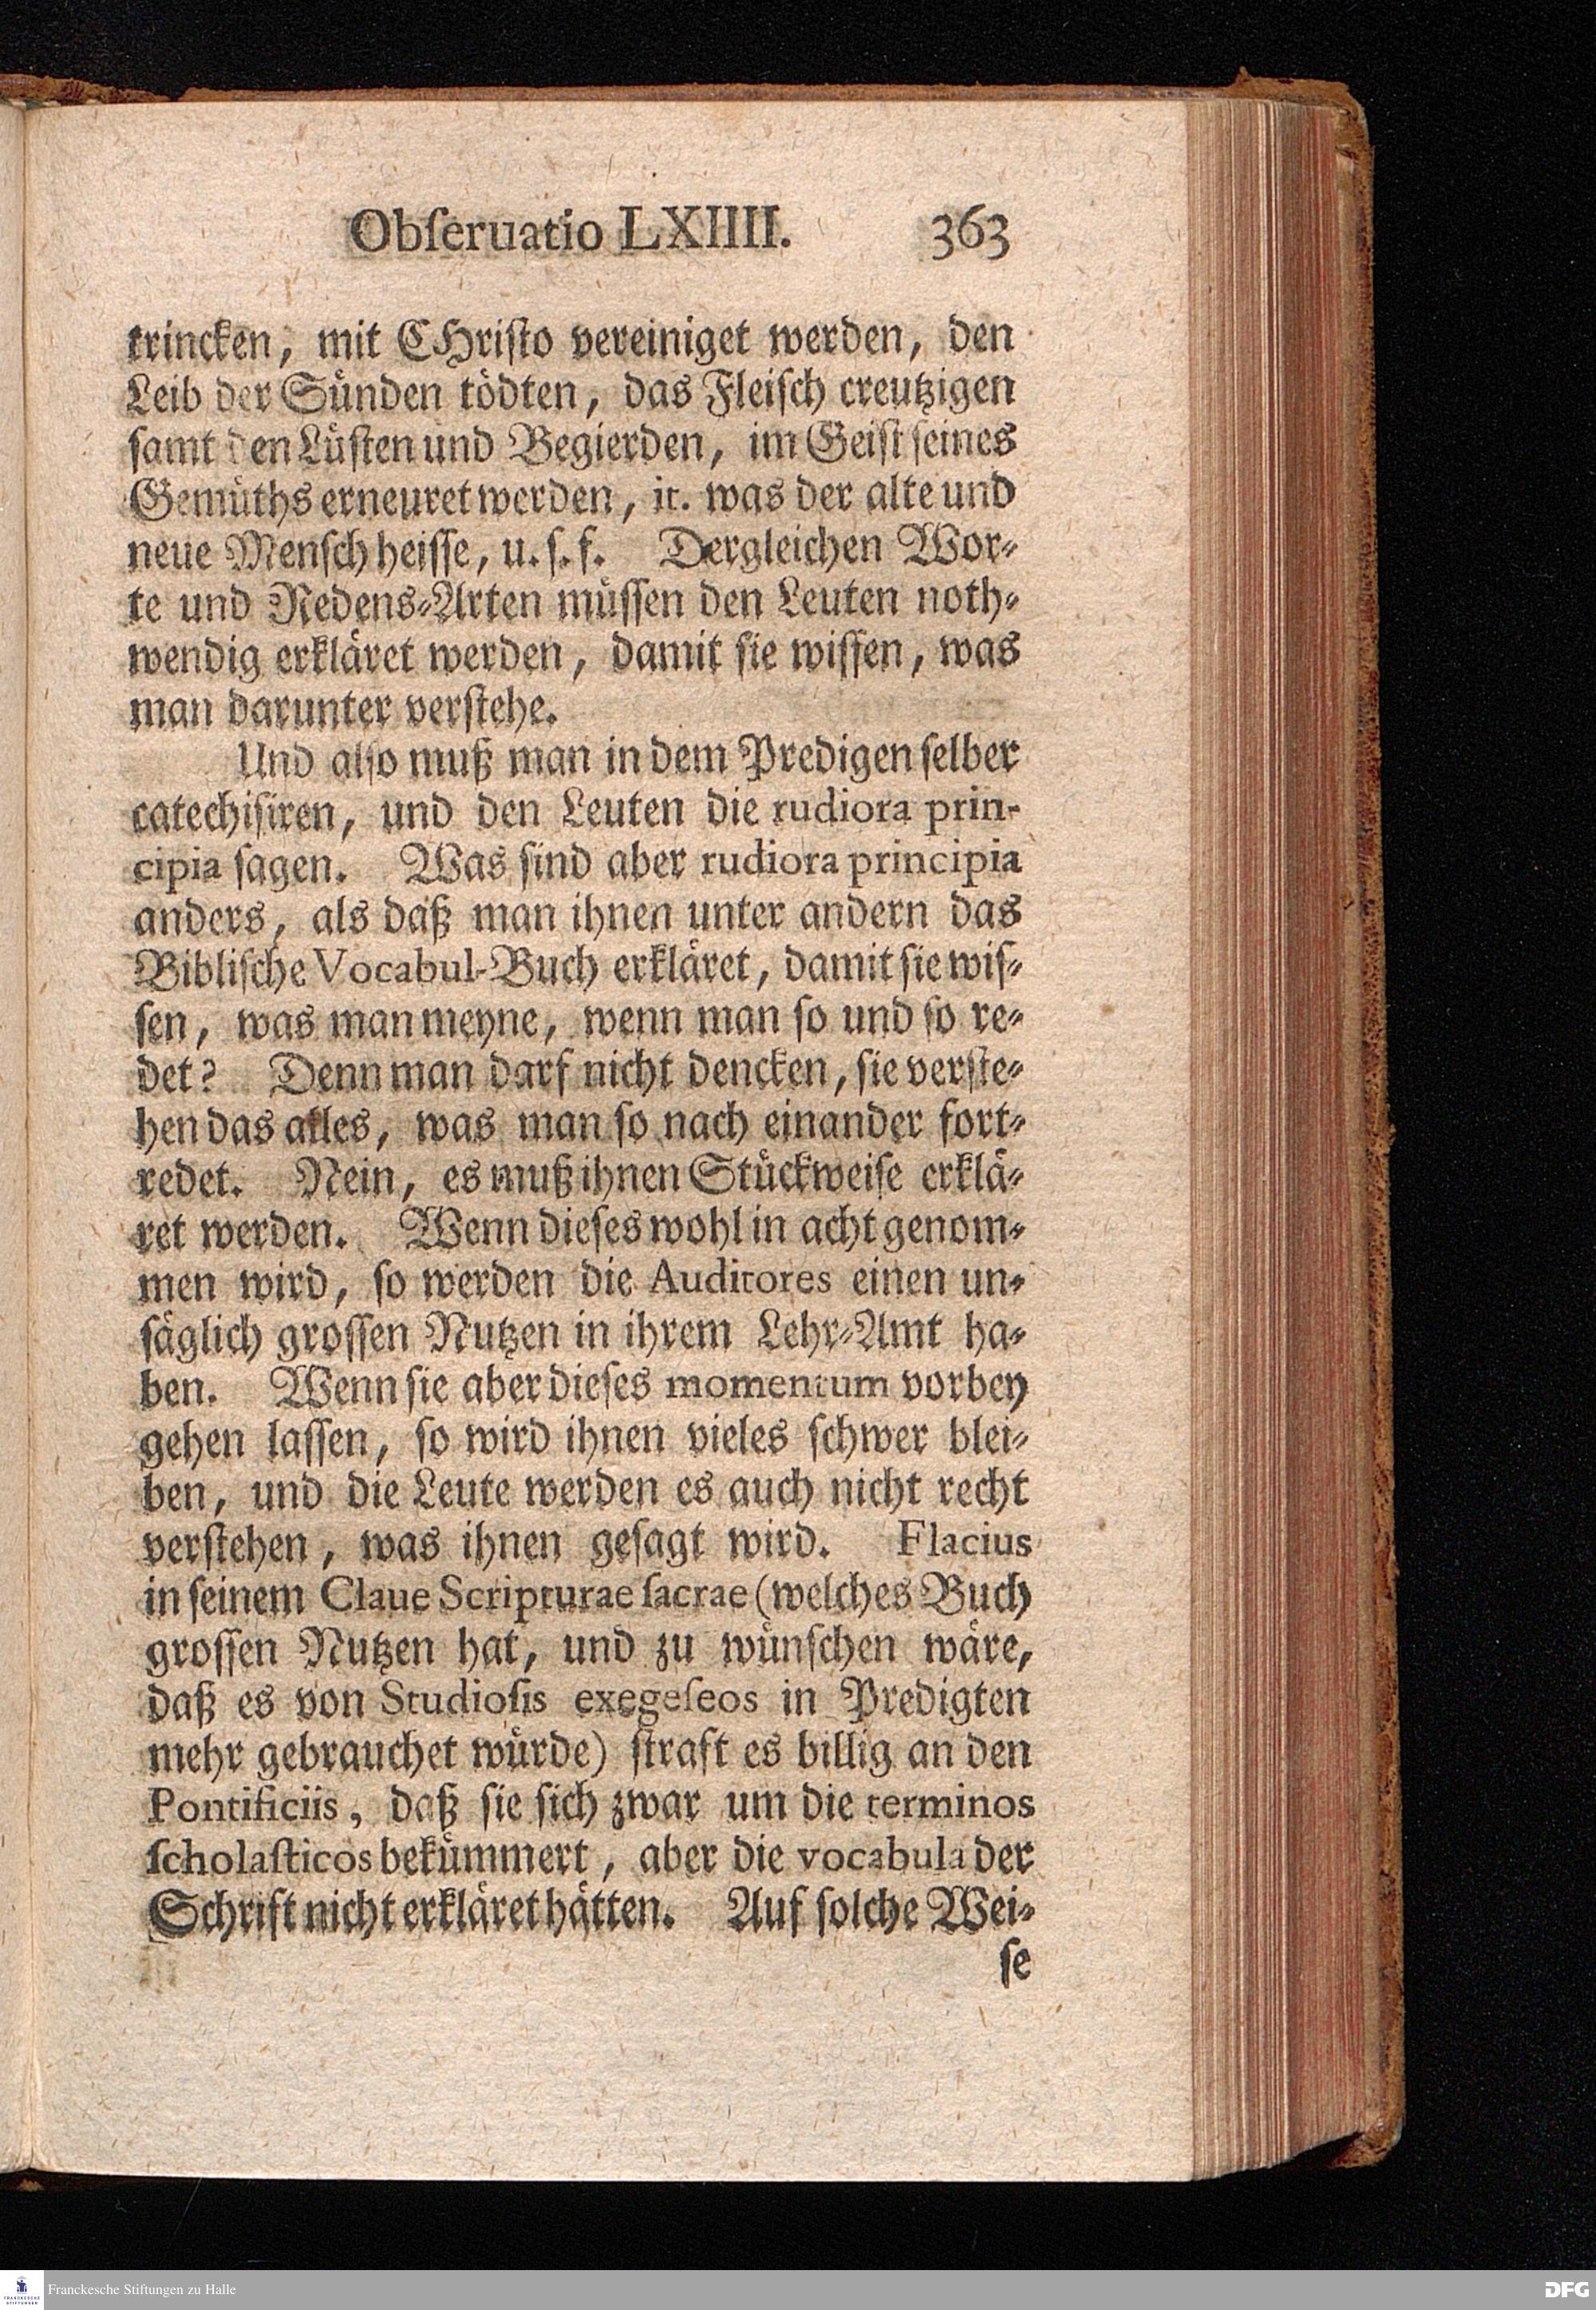 Obſeruatio LXIIII. 363
trincken, mit CHriſto vereiniget werden, den
Leib der Sünden tödten, das Fleiſch creutzigen
ſamt den Lüſten und Begierden, im Geiſt ſeines
Gemüths erneuret werden, it. was der alte und
neue Menſch heiſſe, u. ſ. f. Dergleichen Wor-
te und Redens-Arten müſſen den Leuten noth-
wendig erkläret werden, damit ſie wiſſen, was
man darunter verſtehe.
Und alſo muß man in dem Predigen ſelber
catechiſiren, und den Leuten die rudiora prin-
cipia ſagen. Was ſind aber rudiora principia
anders, als daß man ihnen unter andern das
Bibliſche Vocabul-Buch erkläret, damit ſie wiſ-
ſen, was man meyne, wenn man ſo und ſo re-
det? Denn man darf nicht dencken, ſie verſte-
hen das alles, was man ſo nach einander fort-
redet. Nein, es muß ihnen Stückweiſe erklä-
ret werden. Wenn dieſes wohl in acht genom-
men wird, ſo werden die Auditores einen un-
ſäglich groſſen Nutzen in ihrem Lehr-Amt ha-
ben. Wenn ſie aber dieſes momentum vorbey
gehen laſſen, ſo wird ihnen vieles ſchwer blei-
ben, und die Leute werden es auch nicht recht
verſtehen, was ihnen geſagt wird. Flacius
in ſeinem Claue Scripturae ſacrae (welches Buch
groſſen Nutzen hat, und zu wünſchen wäre,
daß es von Studioſis exegeſeos in Predigten
mehr gebrauchet würde) ſtraft es billig an den
Pontificiis, daß ſie ſich zwar um die terminos
ſcholaſticos bekümmert, aber die vocabula der
Schrift nicht erkläret hätten. Auf ſolche Wei-
ſe
FRANCKESCHE STIFTUNGEN
Franckesche Stiftungen zu Halle
DFG